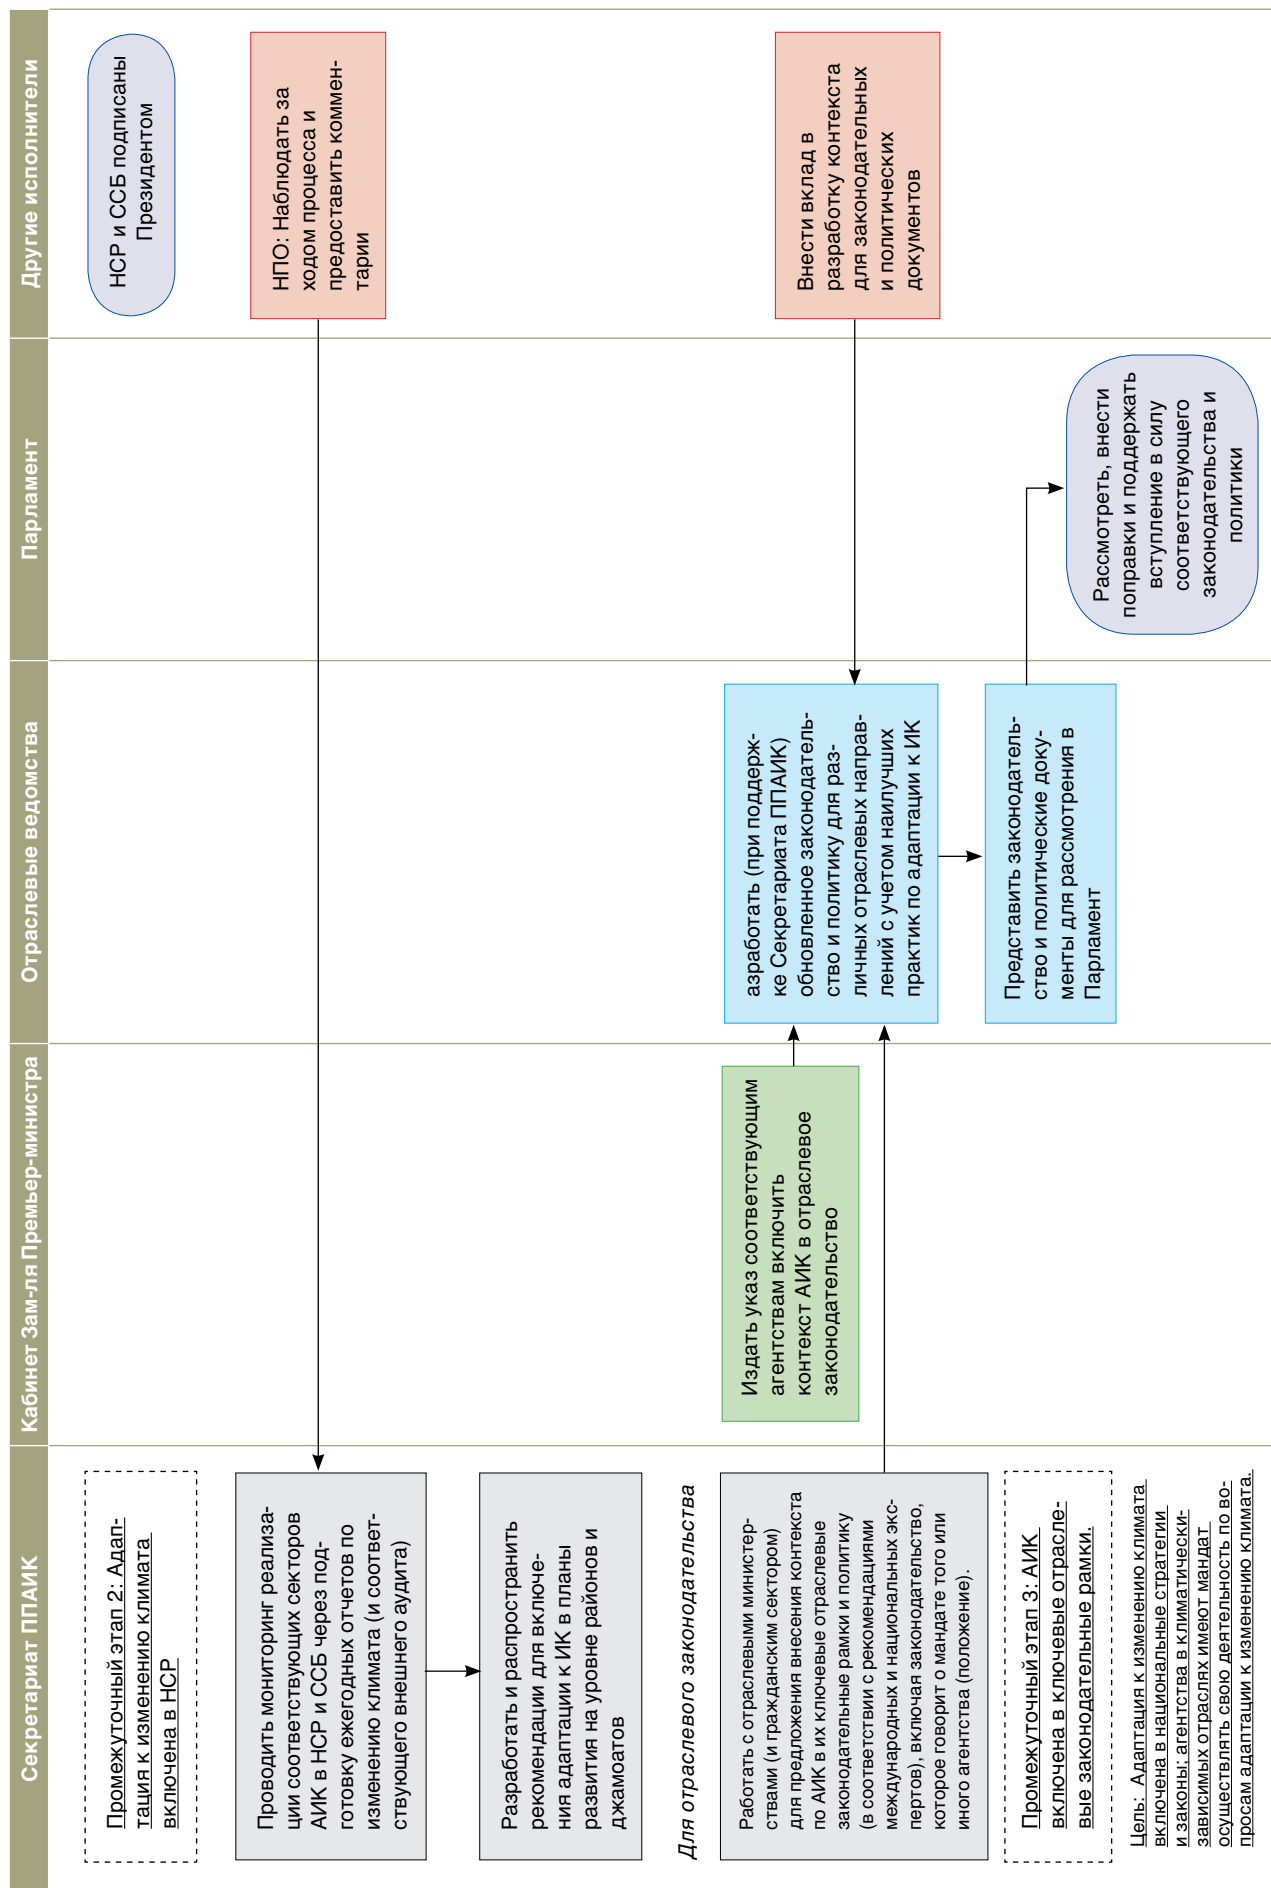 Секретариат ППАИК
Кабинет Зам-ля Премьер-министра
Отраслевые ведомства
Парламент
Другие исполнители
Промежуточный этап 2: Адап-
тация к изменению климата
включена в НСР
НСР и ССБ подписаны
Президентом
Проводить мониторинг реализа-
ции соответствующих секторов
АИК в НСР и ССБ через под-
готовку ежегодных отчетов по
изменению климата (и соответ-
ствующего внешнего аудита)
НПО: Наблюдать за
ходом процесса и
предоставить коммен-
тарии
Разработать и распространить
рекомендации для включе-
ния адаптации к ИК в планы
развития на уровне районов и
джамоатов
Для отраслевого законодательства
Работать с отраслевыми министер-
ствами (и гражданским сектором)
для предложения внесения контекста
по АИК в их ключевые отраслевые
законодательные рамки и политику
(в соответствии с рекомендациями
международных и национальных экс-
пертов), включая законодательство,
которое говорит о мандате того или
иного агентства (положение).
Издать указ соответствующим
агентствам включить
контекст АИК в отраслевое
законодательство
азработать (при поддерж-
ке Секретариата ППАИК)
обновленное законодатель-
ство и политику для раз-
личных отраслевых направ-
лений с учетом наилучших
практик по адаптации к ИК
Внести вклад в
разработку контекста
для законодательных
и политических
документов
Представить законодатель-
ство и политические доку-
менты для рассмотрения в
Парламент
Рассмотреть, внести
поправки и поддержать
вступление в силу
соответствующего
законодательства и
политики
Промежуточный этап 3: АИК
включена в ключевые отрасле-
вые законодательные рамки.
Цель: Адаптация к изменению климата
включена в национальные стратегии
и законы; агентства в климатически-
зависимых отраслях имеют мандат
осуществлять свою деятельность по во-
просам адаптации к изменению климата.